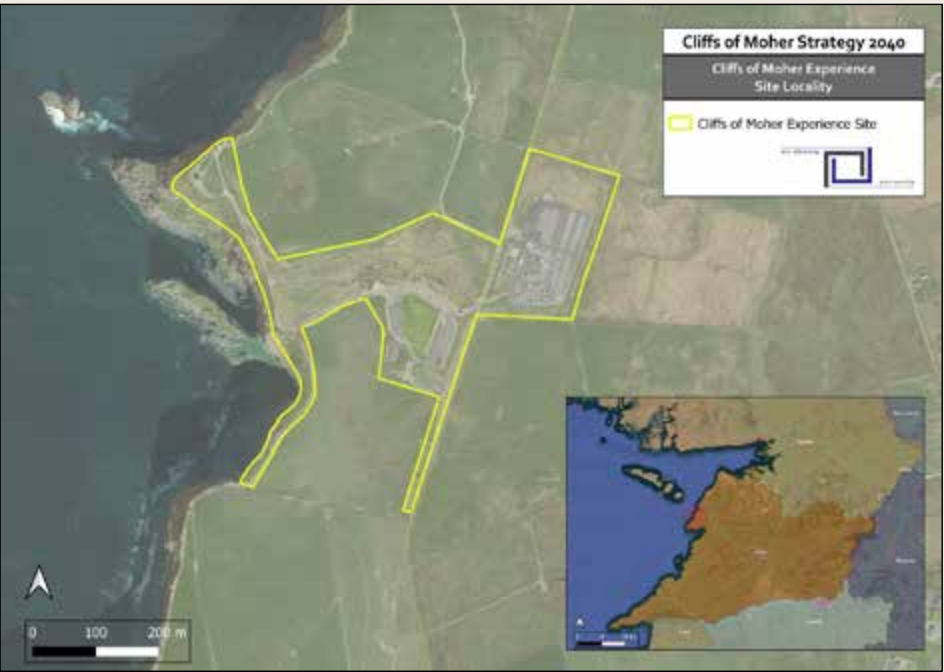 Cliffs of Moher Strategy 2040
Cliffs of Moher Experience
Site Locality
Cliffs of Moher Experience Site
0 100 200 m